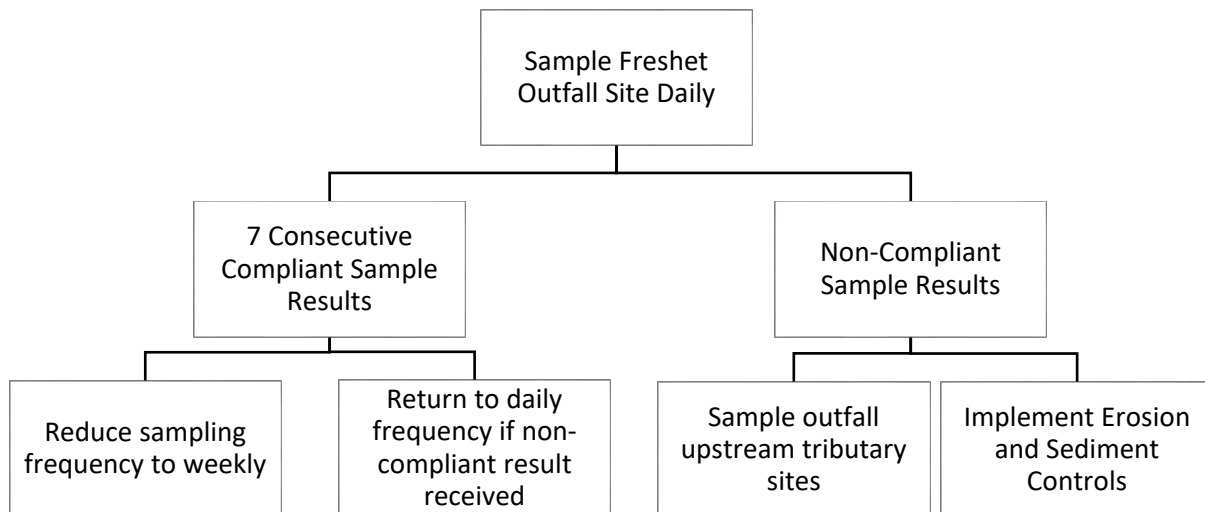 Sample Freshet
Outfall Site Daily
7 Consecutive
Compliant Sample
Results
Non-Compliant
Sample Results
Reduce sampling
frequency to weekly
Return to daily
frequency if non-
compliant result
received
Sample outfall
upstream tributary
sites
Implement Erosion
and Sediment
Controls